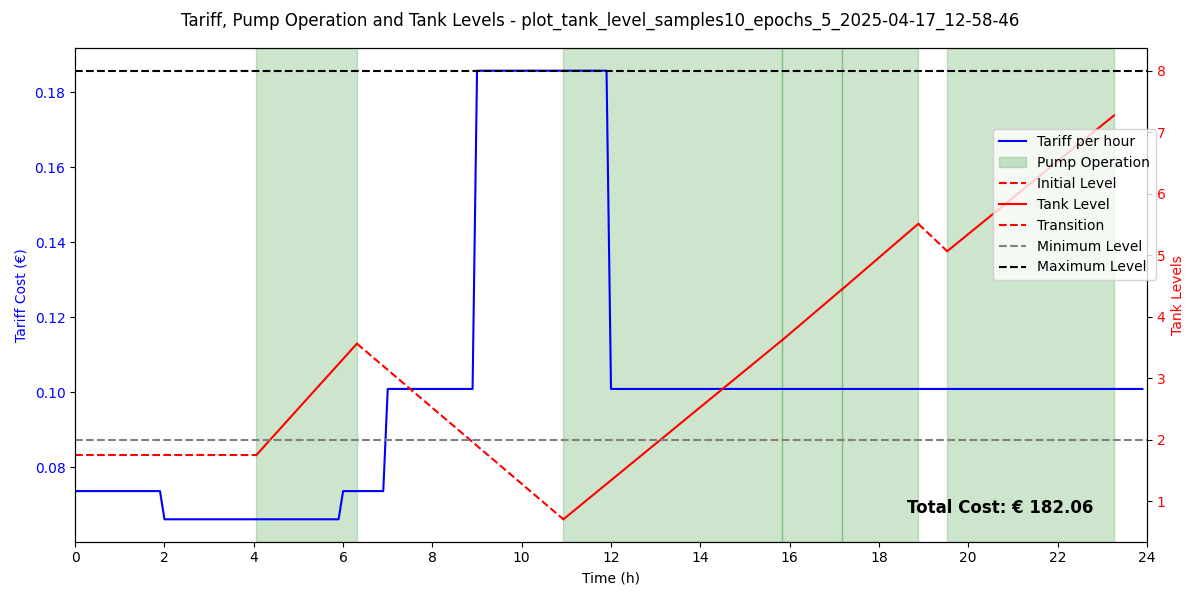 Tariff, Pump Operation and Tank Levels - plot_tank_level_samples10_epochs_5_2025-04-17_12-58-46
Tariff Cost (€)
0.18
0.16
0.14
0.12
0.10
0.08
8
7
6
5
4
3
2
1
Tank Levels
Tariff per hour
Pump Operation
Initial Level
Tank Level
Transition
Minimum Level
Maximum Level
Total Cost: € 182.06
0 2 4 6 8 10 12 14 16 18 20 22 24
Time (h)